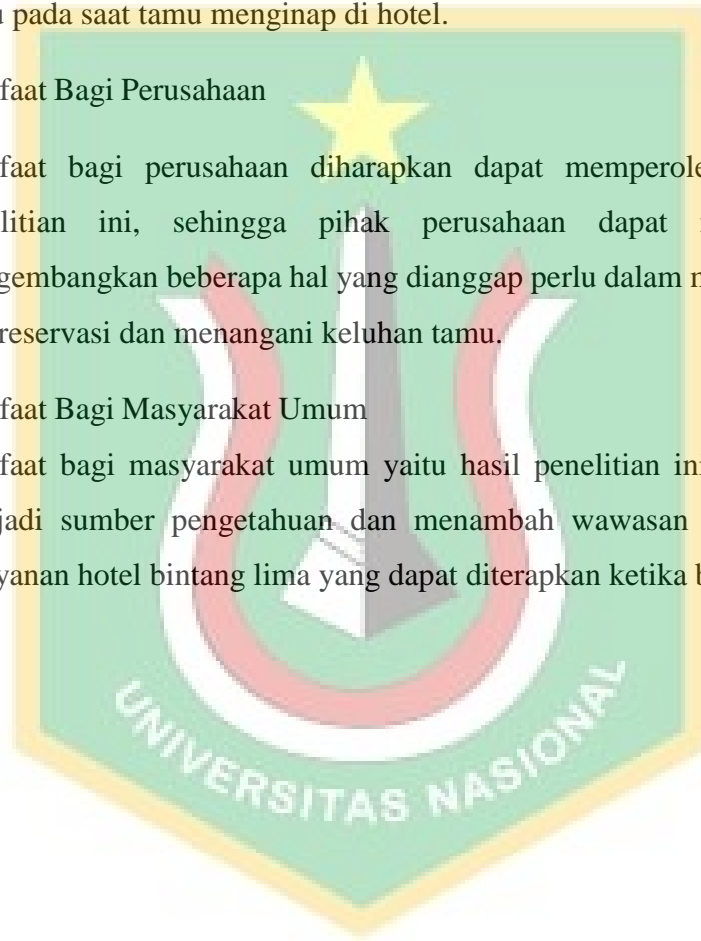 pada saat tamu menginap di hotel.
faat Bagi Perusahaan
faat bagi perusahaan diharapkan dapat memperole
litian ini, sehingga pihak perusahaan dapat
gembangkan beberapa hal yang dianggap perlu dalam
reservasi dan menangani keluhan tamu.
faat Bagi Masyarakat Umum
faat bagi masyarakat umum yaitu hasil penelitian ini
jadi sumber pengetahuan dan menambah wawasan
yanan hotel bintang lima yang dapat diterapkan ketika b
UNIVERSITAS NASIONAL